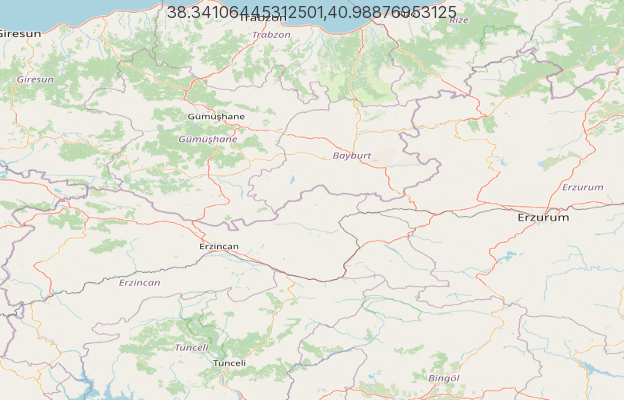 38.34106445312501,40.98876953125
Trabzon
Rize
Giresun
Trabzon
Giresun
Gümüşhane
Gümüşhane
Bayburt
Erzurum
Erzurum
Erzincan
Erzincan
Tunceli
Tunceli
Bingöl